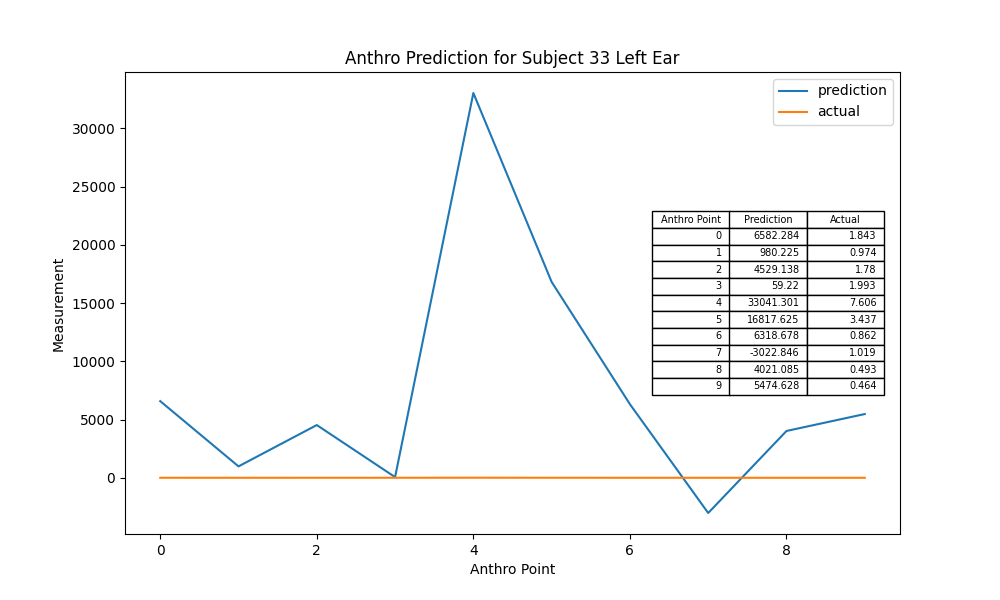 Anthro Prediction for Subject 33 Left Ear
prediction
actual
30000
25000
20000
15000
10000
5000
0
Measurement
Anthro Point Prediction Actual
0 6582.284 1.843
1 980.225 0.974
2 4529.138 1.78
3 59.22 1.993
4 33041.301 7.606
5 16817.625 3.437
6 6318.678 0.862
7 -3022.846 1.019
8 4021.085 0.493
9 5474.628 0.464
0 2 4 6 8
Anthro Point